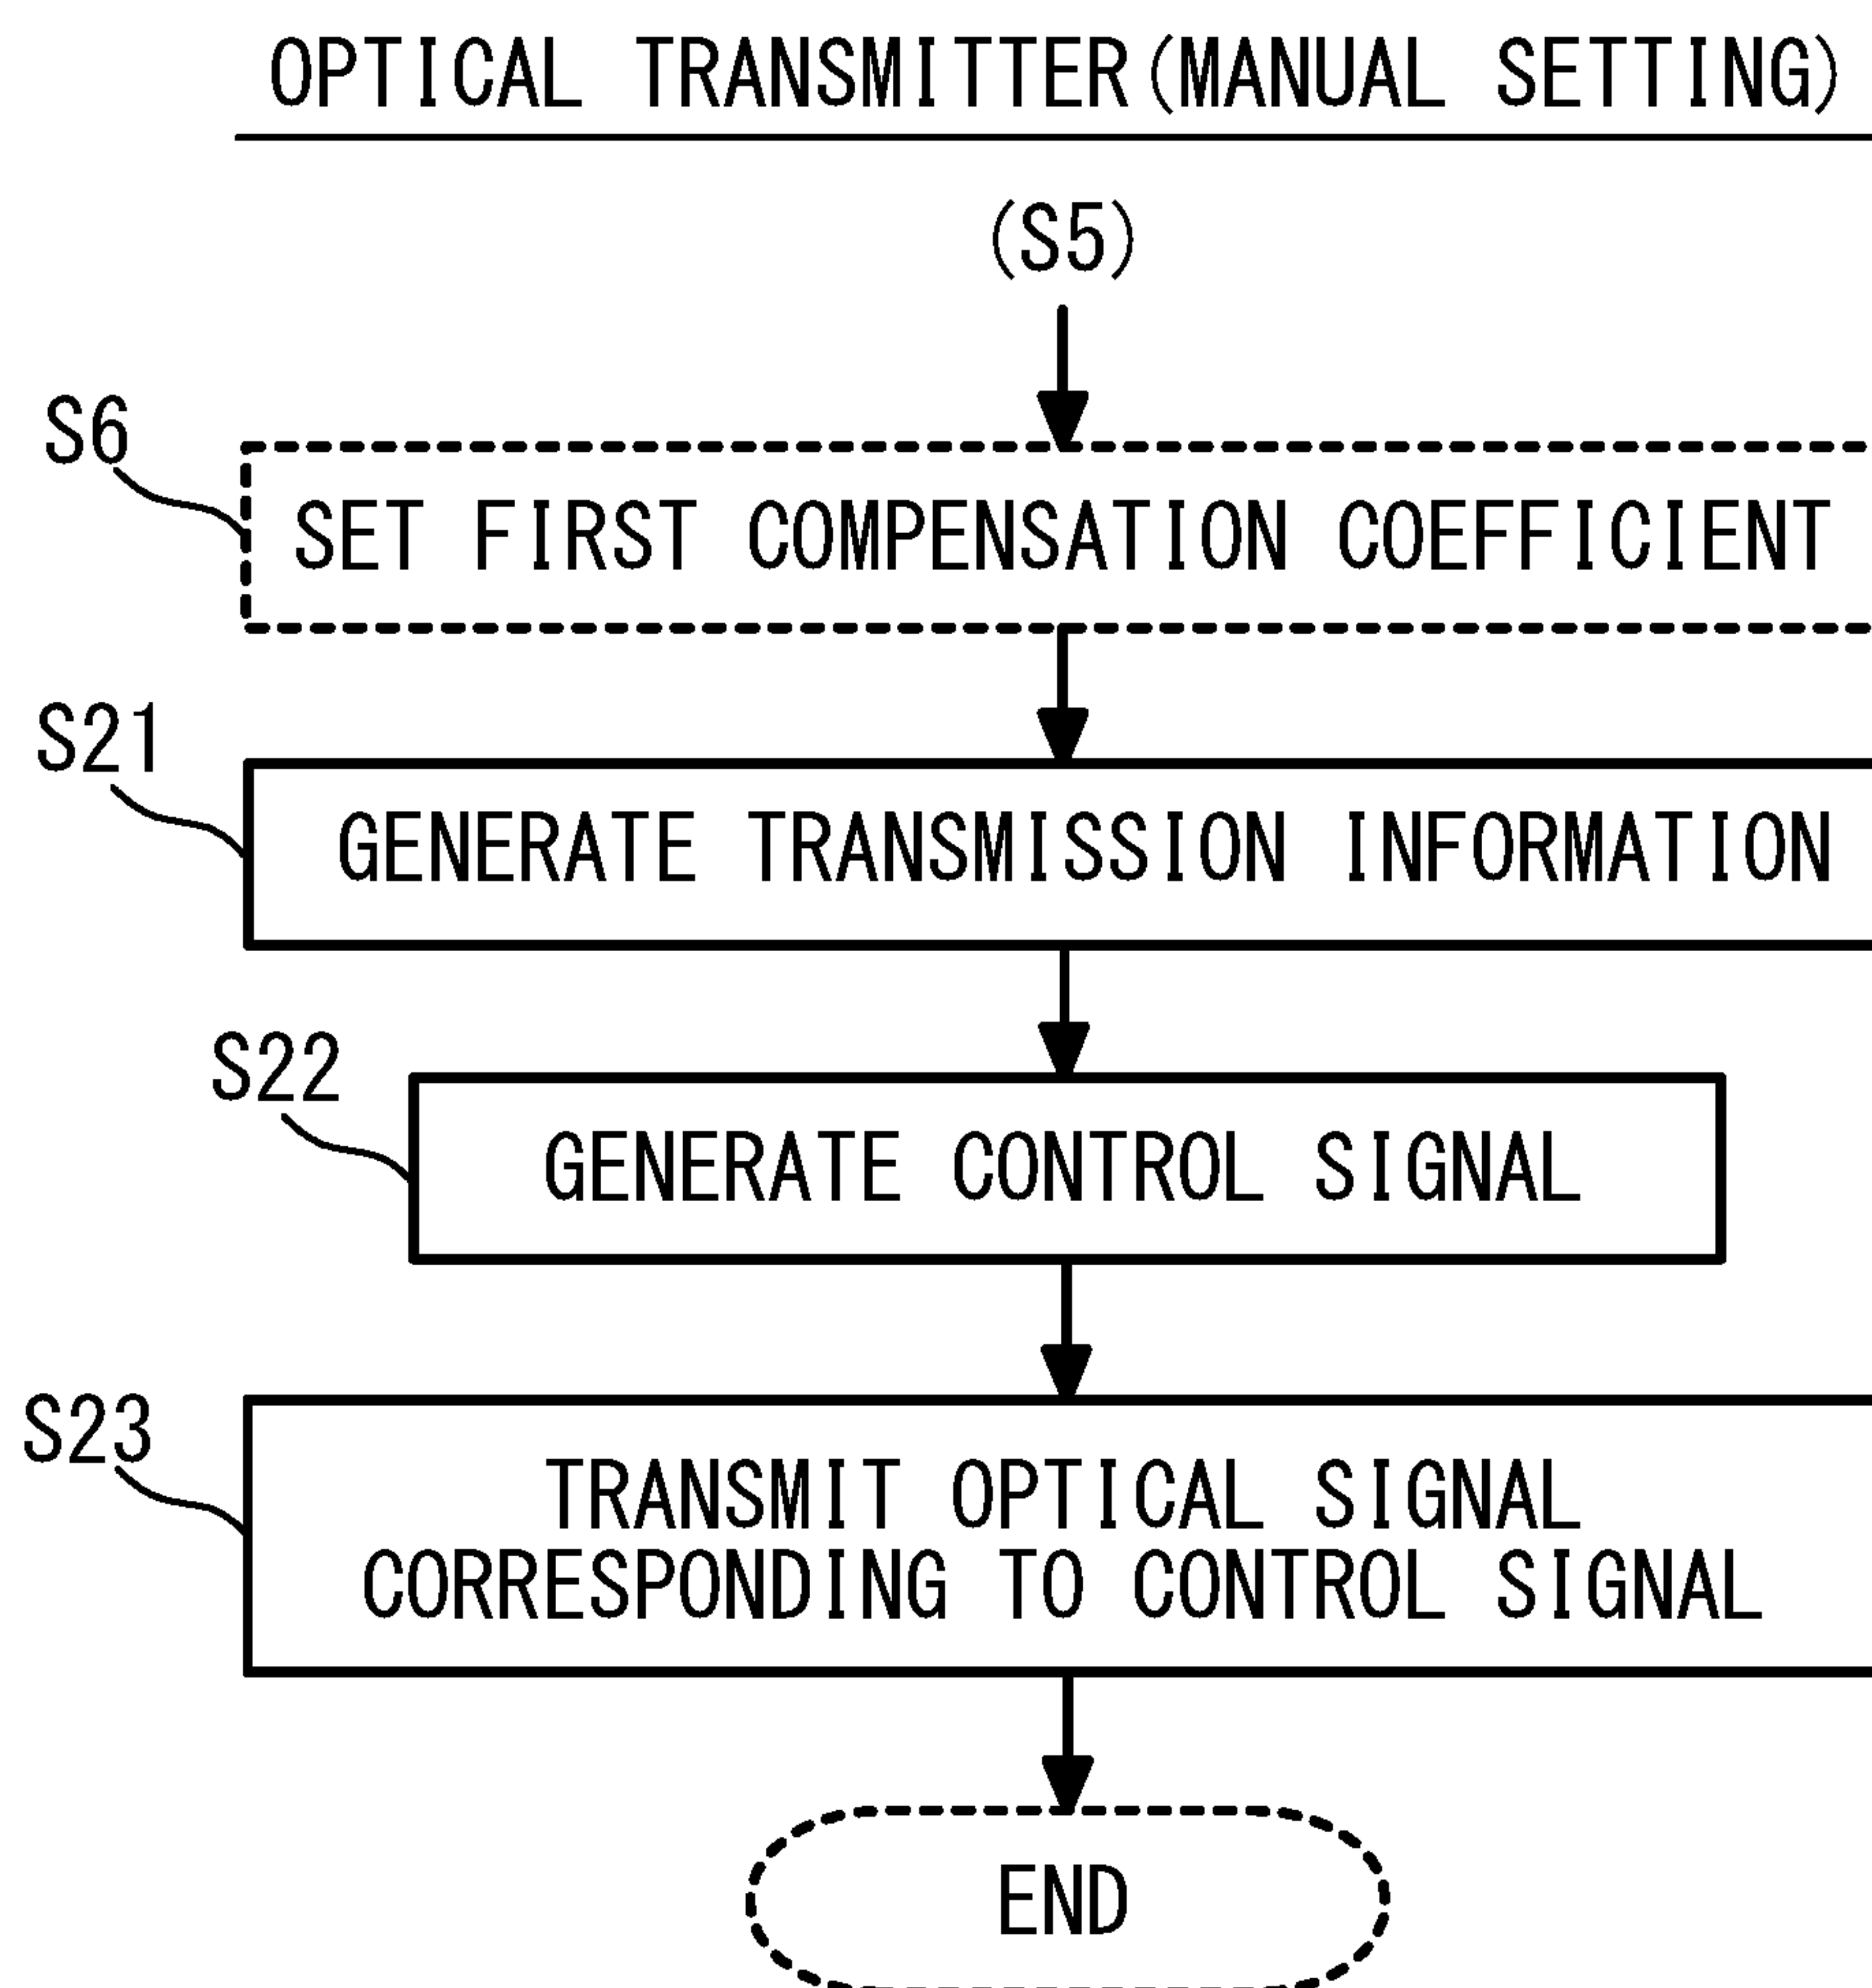 OPTICAL TRANSMITTER(MANUAL SETTING)
(S5)
S6
SET FIRST COMPENSATION COEFFICIENT
S21
GENERATE TRANSMISSION INFORMATION
S22
GENERATE CONTROL SIGNAL
S23
TRANSMIT OPTICAL SIGNAL
CORRESPONDING TO CONTROL SIGNAL
END